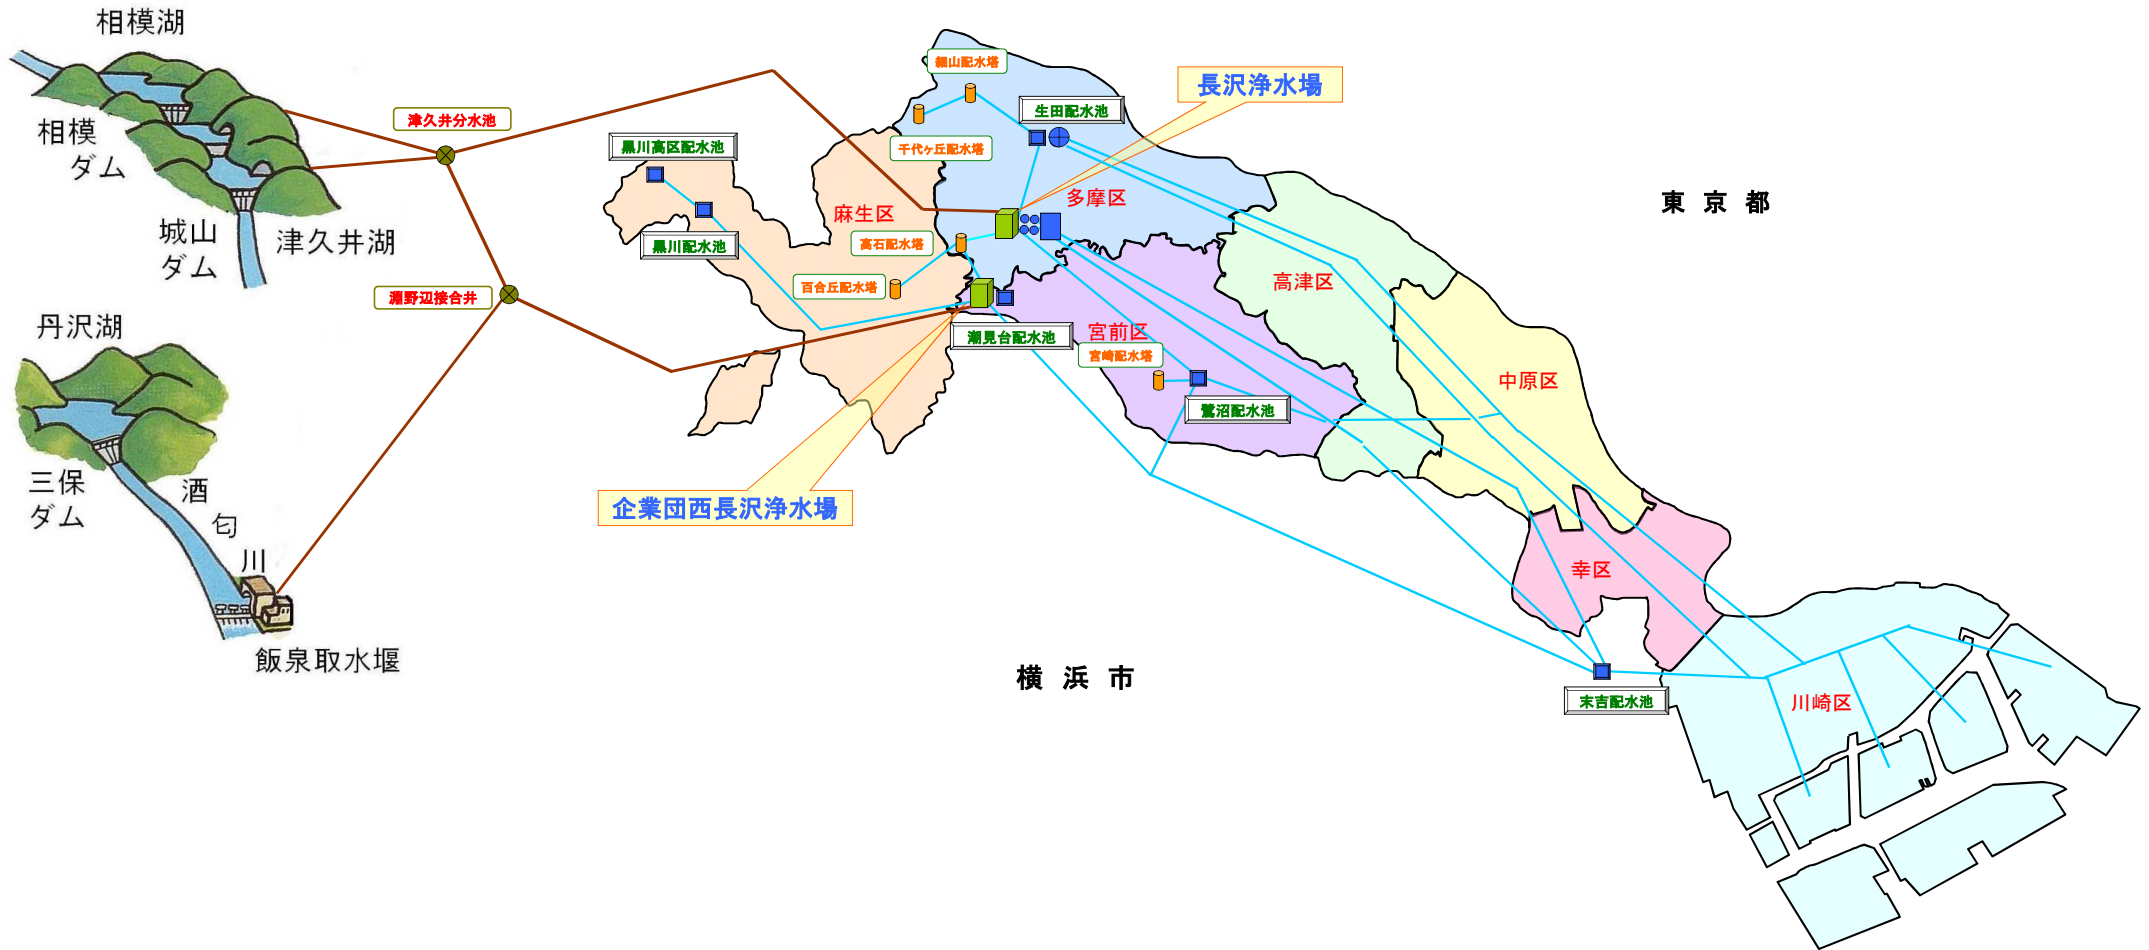 相模湖
相模
ダム
城山
ダム
津久井湖
津久井分水池
淵野辺接合井
丹沢湖
三保
ダム
酒
匂
川
飯泉取水堰
細山配水塔
千代ヶ丘配水塔
生田配水池
長沢浄水場
黒川高区配水池
黒川配水池
麻生区
多摩区
高石配水塔
百合丘配水塔
潮見台配水池
宮前区
宮崎配水塔
鷺沼配水池
企業団西長沢浄水場
高津区
中原区
幸区
東京都
横浜市
末吉配水池
川崎区